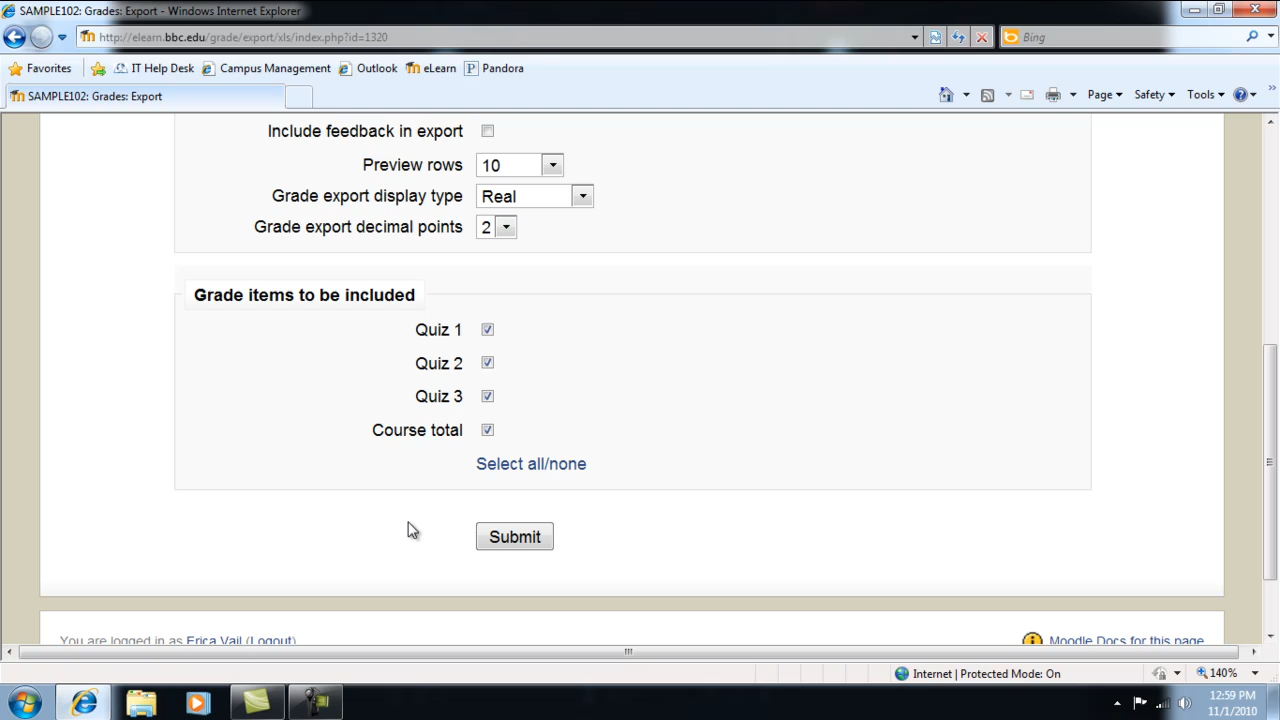 SAMPLE102: Grades: Export - Windows Internet Explorer
http://elearn.bbc.edu/grade/export/xls/index.php?id=1320
Bing
Favorites IT Help Desk Campus Management Outlook eLearn Pandora
SAMPLE102: Grades: Export
Page Safety Tools
Include feedback in export
Preview rows 10
Grade export display type Real
Grade export decimal points 2
Grade items to be included
Quiz 1
Quiz 2
Quiz 3
Course total
Select all/none
Submit
You are logged in as Erica Vail (Logout)
Moodle Docs for this page
Internet | Protected Mode: On 140%
12:59 PM
11/1/2010